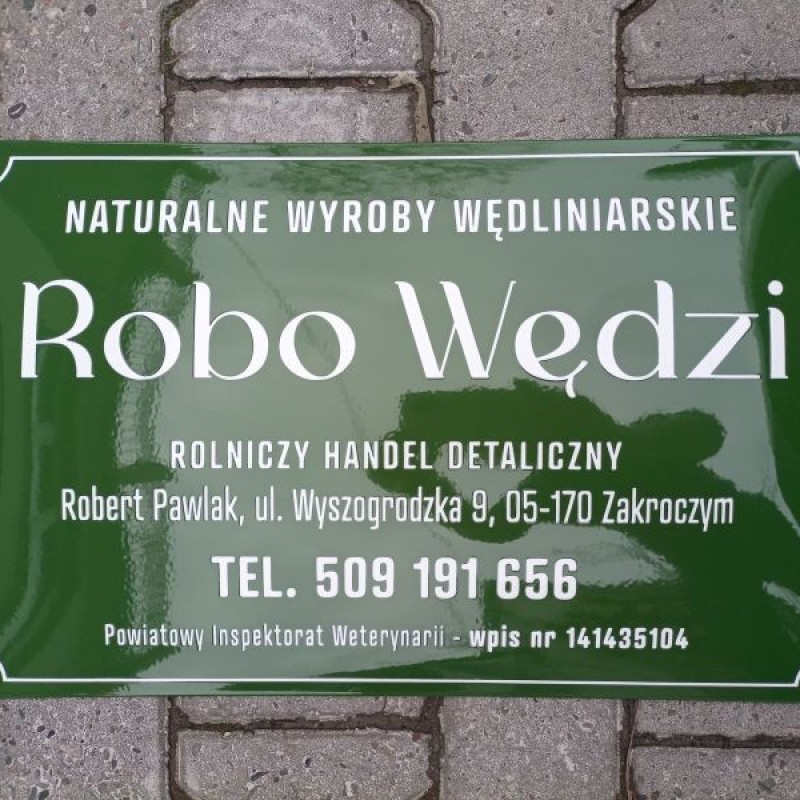 NATURALNE WYROBY WĘDLINIARSKIE
Robo Wędzi
ROLNICZY HANDEL DETALICZNY
Robert Pawlak, ul. Wyszogrodzka 9, 05-170 Zakroczym
TEL. 509 191 656
Powiatowy Inspektorat Weterynarii - wpis nr 141435104